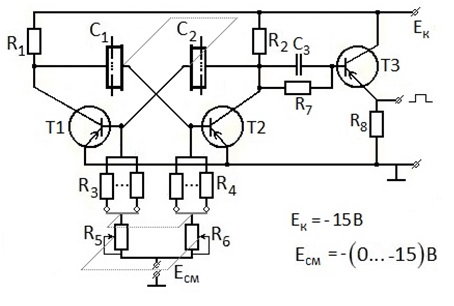 R1 C1 C2 R2 C3 Eк
T3
R7
T1 T2 R8
R3 R4
R5 R6 Eк = -15В
Eсм Eсм = -(0... -15)В